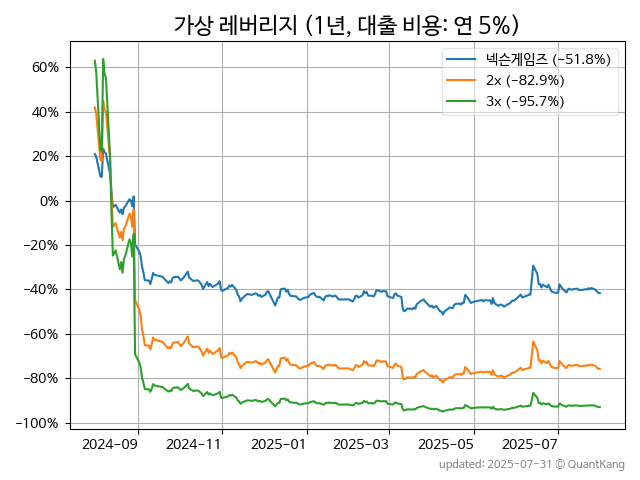 가상 레버리지 (1년, 대출 비용: 연 5%)
넥슨게임즈 (−51.8%)
2x (−82.9%)
3x (−95.7%)
60%
40%
20%
0%
−20%
−40%
−60%
−80%
−100%
2024-09 2024-11 2025-01 2025-03 2025-05 2025-07
updated: 2025-07-31 © QuantKang